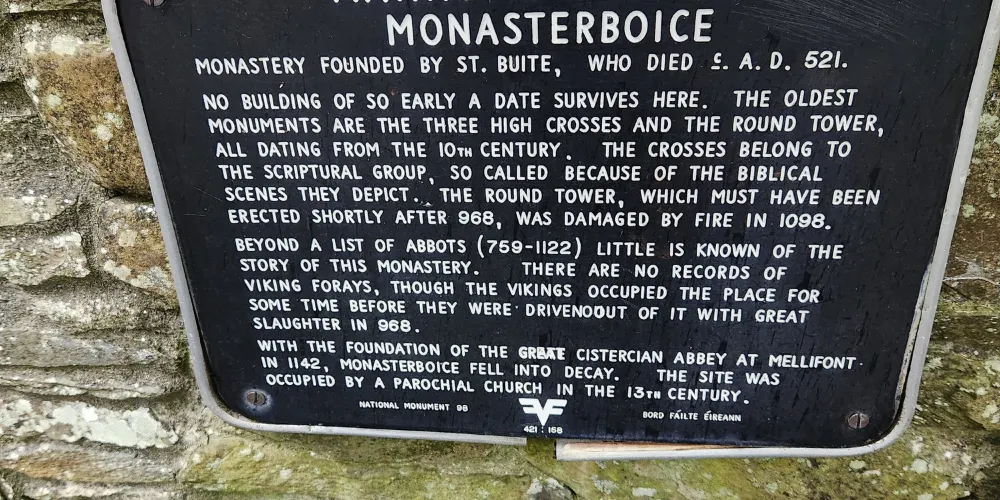 MONASTERBOICE
MONASTERY FOUNDED BY ST. BUITE, WHO DIED C. A. D. 521.
NO BUILDING OF SO EARLY A DATE SURVIVES HERE. THE OLDEST
MONUMENTS ARE THE THREE HIGH CROSSES AND THE ROUND TOWER,
ALL DATING FROM THE 10TH CENTURY. THE CROSSES BELONG TO
THE SCRIPTURAL GROUP, SO CALLED BECAUSE OF THE BIBLICAL
SCENES THEY DEPICT. THE ROUND TOWER, WHICH MUST HAVE BEEN
ERECTED SHORTLY AFTER 968, WAS DAMAGED BY FIRE IN 1098.
BEYOND A LIST OF ABBOTS (759-1122) LITTLE IS KNOWN OF THE
STORY OF THIS MONASTERY. THERE ARE NO RECORDS OF
VIKING FORAYS, THOUGH THE VIKINGS OCCUPIED THE PLACE FOR
SOME TIME BEFORE THEY WERE DRIVENOOUT OF IT WITH GREAT
SLAUGHTER IN 968.
WITH THE FOUNDATION OF THE GREAT CISTERCIAN ABBEY AT MELLIFONT
IN 1142, MONASTERBOICE FELL INTO DECAY. THE SITE WAS
OCCUPIED BY A PAROCHIAL CHURCH IN THE 13TH CENTURY.
NATIONAL MONUMENT 98
BORD FÁILTE ÉIREANN
421 : 158